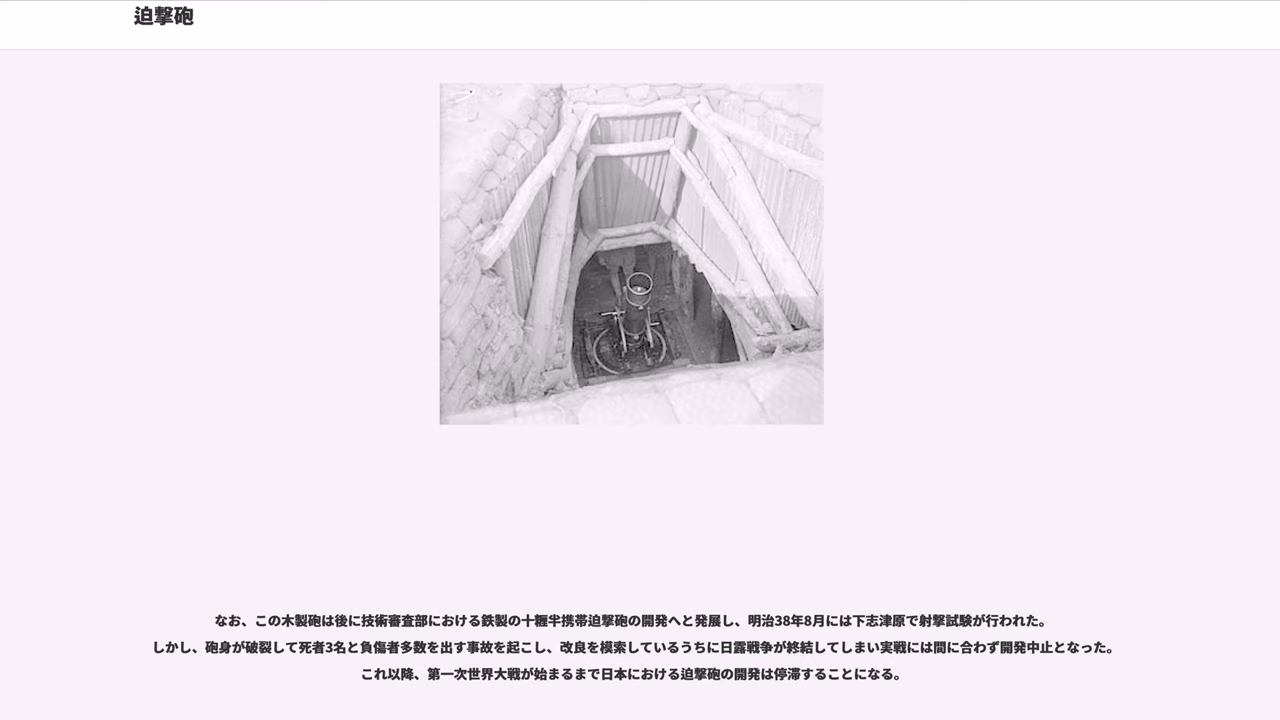 迫撃砲
なお、この木製砲は後に技術審査部における鉄製の十糎半携帯迫撃砲の開発へと発展し、明治38年8月には下志津原で射撃試験が行われた。
しかし、砲身が破裂して死者3名と負傷者多数を出す事故を起こし、改良を模索しているうちに日露戦争が終結してしまい実戦には間に合わず開発中止となった。
これ以降、第一次世界大戦が始まるまで日本における迫撃砲の開発は停滞することになる。